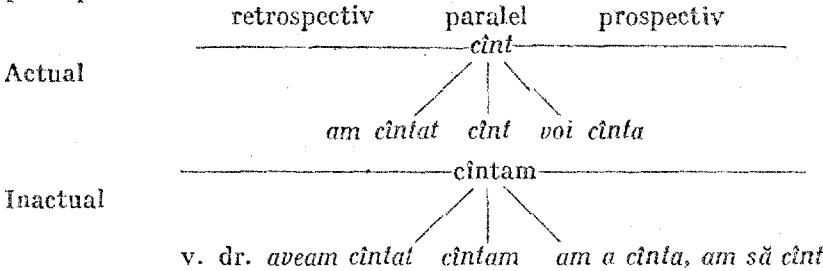 retrospectiv paralel prospectiv
cînt
Actual
am cîntat cînt voi cînta
cîntam
Inactual
v. dr. aveam cîntat cîntam am a cînta, am să cînt